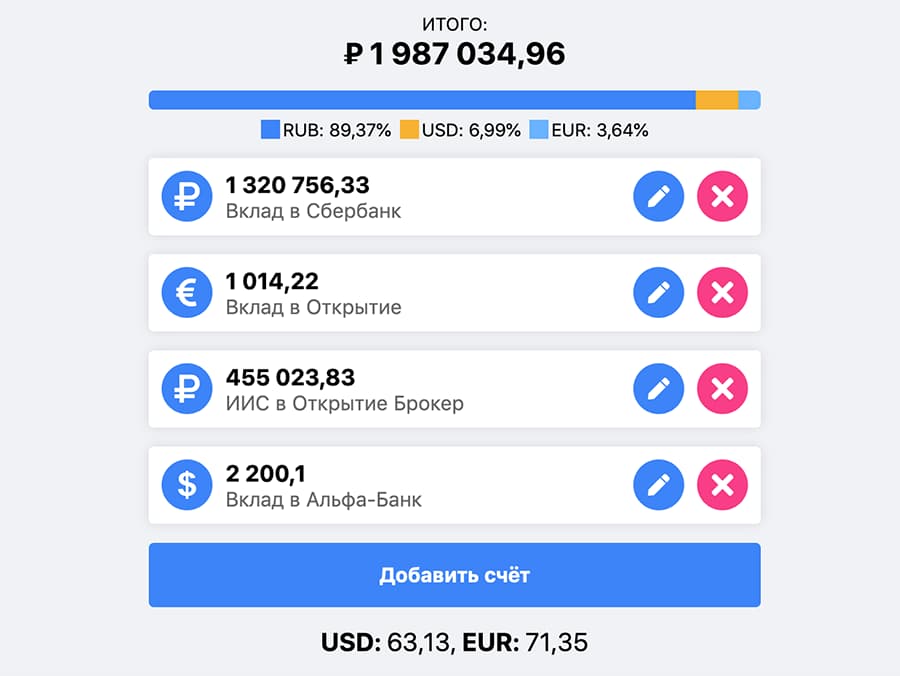 ИТОГО:
₽ 1 987 034,96
RUB: 89,37% USD: 6,99% EUR: 3,64%
₽ 1 320 756,33
Вклад в Сбербанк
€ 1 014,22
Вклад в Открытие
₽ 455 023,83
ИИС в Открытие Брокер
$ 2 200,1
Вклад в Альфа-Банк
Добавить счёт
USD: 63,13, EUR: 71,35